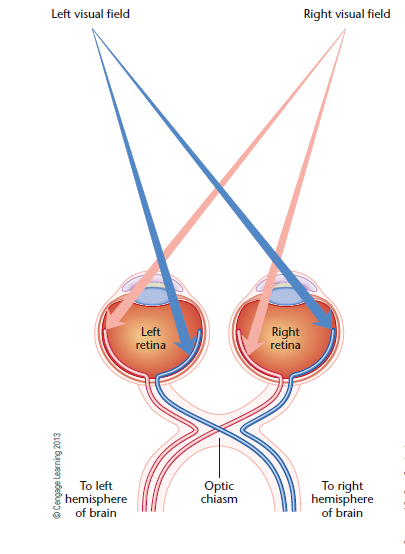 Left visual field
Right visual field
Left
retina
Right
retina
© Cengage Learning 2013
To left
hemisphere
of brain
Optic
chiasm
To right
hemisphere
of brain